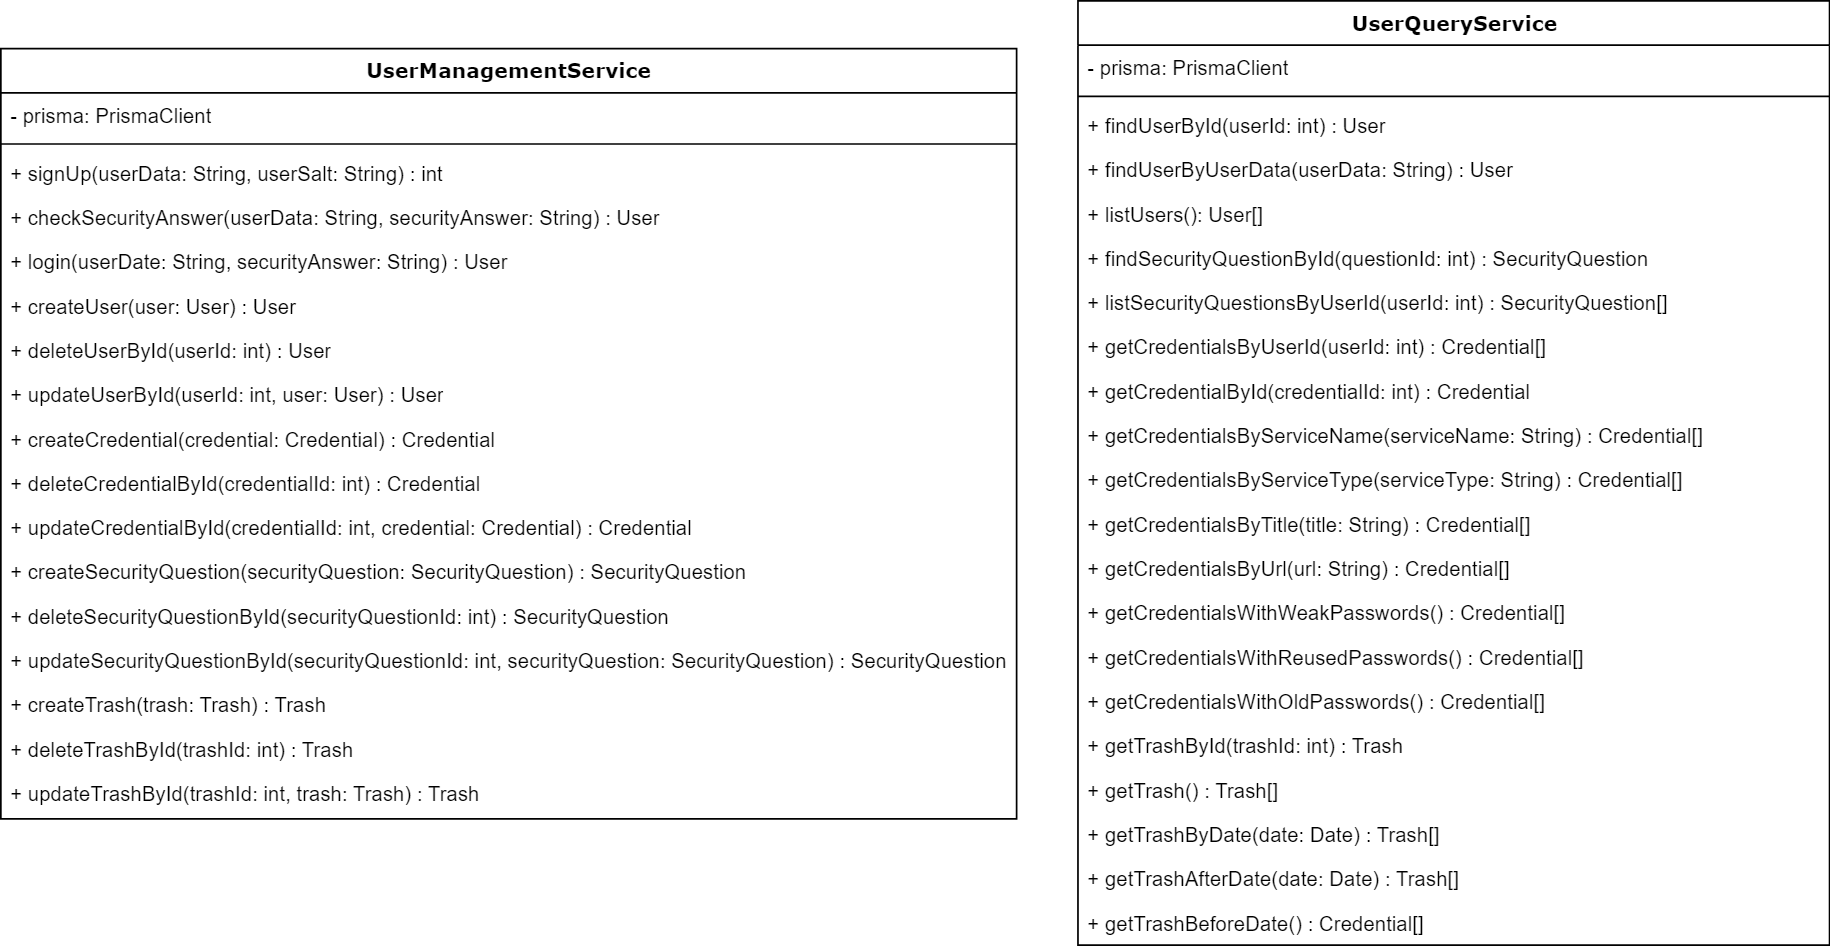 UserManagementService
- prisma: PrismaClient
+ signUp(userData: String, userSalt: String) : int
+ checkSecurityAnswer(userData: String, securityAnswer: String) : User
+ login(userDate: String, securityAnswer: String) : User
+ createUser(user: User) : User
+ deleteUserById(userId: int) : User
+ updateUserById(userId: int, user: User) : User
+ createCredential(credential: Credential) : Credential
+ deleteCredentialById(credentialId: int) : Credential
+ updateCredentialById(credentialId: int, credential: Credential) : Credential
+ createSecurityQuestion(securityQuestion: SecurityQuestion) : SecurityQuestion
+ deleteSecurityQuestionById(securityQuestionId: int) : SecurityQuestion
+ updateSecurityQuestionById(securityQuestionId: int, securityQuestion: SecurityQuestion) : SecurityQuestion
+ createTrash(trash: Trash) : Trash
+ deleteTrashById(trashId: int) : Trash
+ updateTrashById(trashId: int, trash: Trash) : Trash
UserQueryService
- prisma: PrismaClient
+ findUserById(userId: int) : User
+ findUserByUserData(userData: String) : User
+ listUsers(): User[]
+ findSecurityQuestionById(questionId: int) : SecurityQuestion
+ listSecurityQuestionsByUserId(userId: int) : SecurityQuestion[]
+ getCredentialsByUserId(userId: int) : Credential[]
+ getCredentialById(credentialId: int) : Credential
+ getCredentialsByServiceName(serviceName: String) : Credential[]
+ getCredentialsByServiceType(serviceType: String) : Credential[]
+ getCredentialsByTitle(title: String) : Credential[]
+ getCredentialsByUrl(url: String) : Credential[]
+ getCredentialsWithWeakPasswords() : Credential[]
+ getCredentialsWithReusedPasswords() : Credential[]
+ getCredentialsWithOldPasswords() : Credential[]
+ getTrashById(trashId: int) : Trash
+ getTrash() : Trash[]
+ getTrashByDate(date: Date) : Trash[]
+ getTrashAfterDate(date: Date) : Trash[]
+ getTrashBeforeDate() : Credential[]